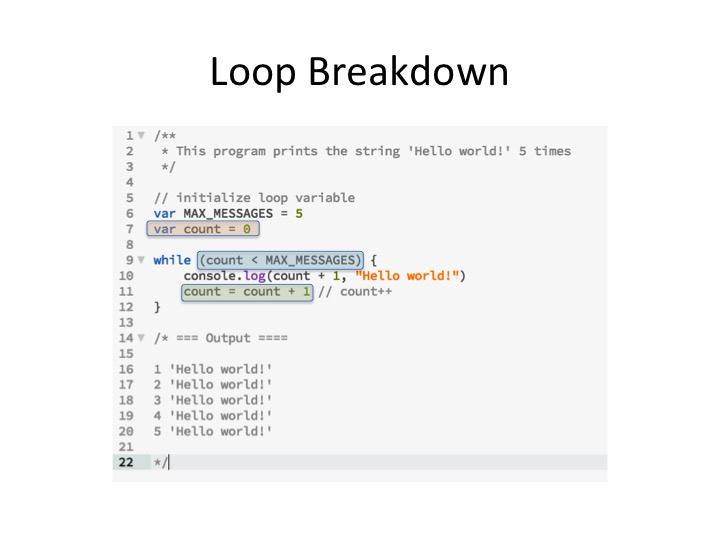 Loop Breakdown
1 /**
2  * This program prints the string 'Hello world!' 5 times
3  */
4
5 // initialize loop variable
6 var MAX_MESSAGES = 5
7 var count = 0
8
9 while (count < MAX_MESSAGES) {
10     console.log(count + 1, "Hello world!")
11     count = count + 1 // count++
12 }
13
14 /* === Output ====
15
16 1 'Hello world!'
17 2 'Hello world!'
18 3 'Hello world!'
19 4 'Hello world!'
20 5 'Hello world!'
21
22 */